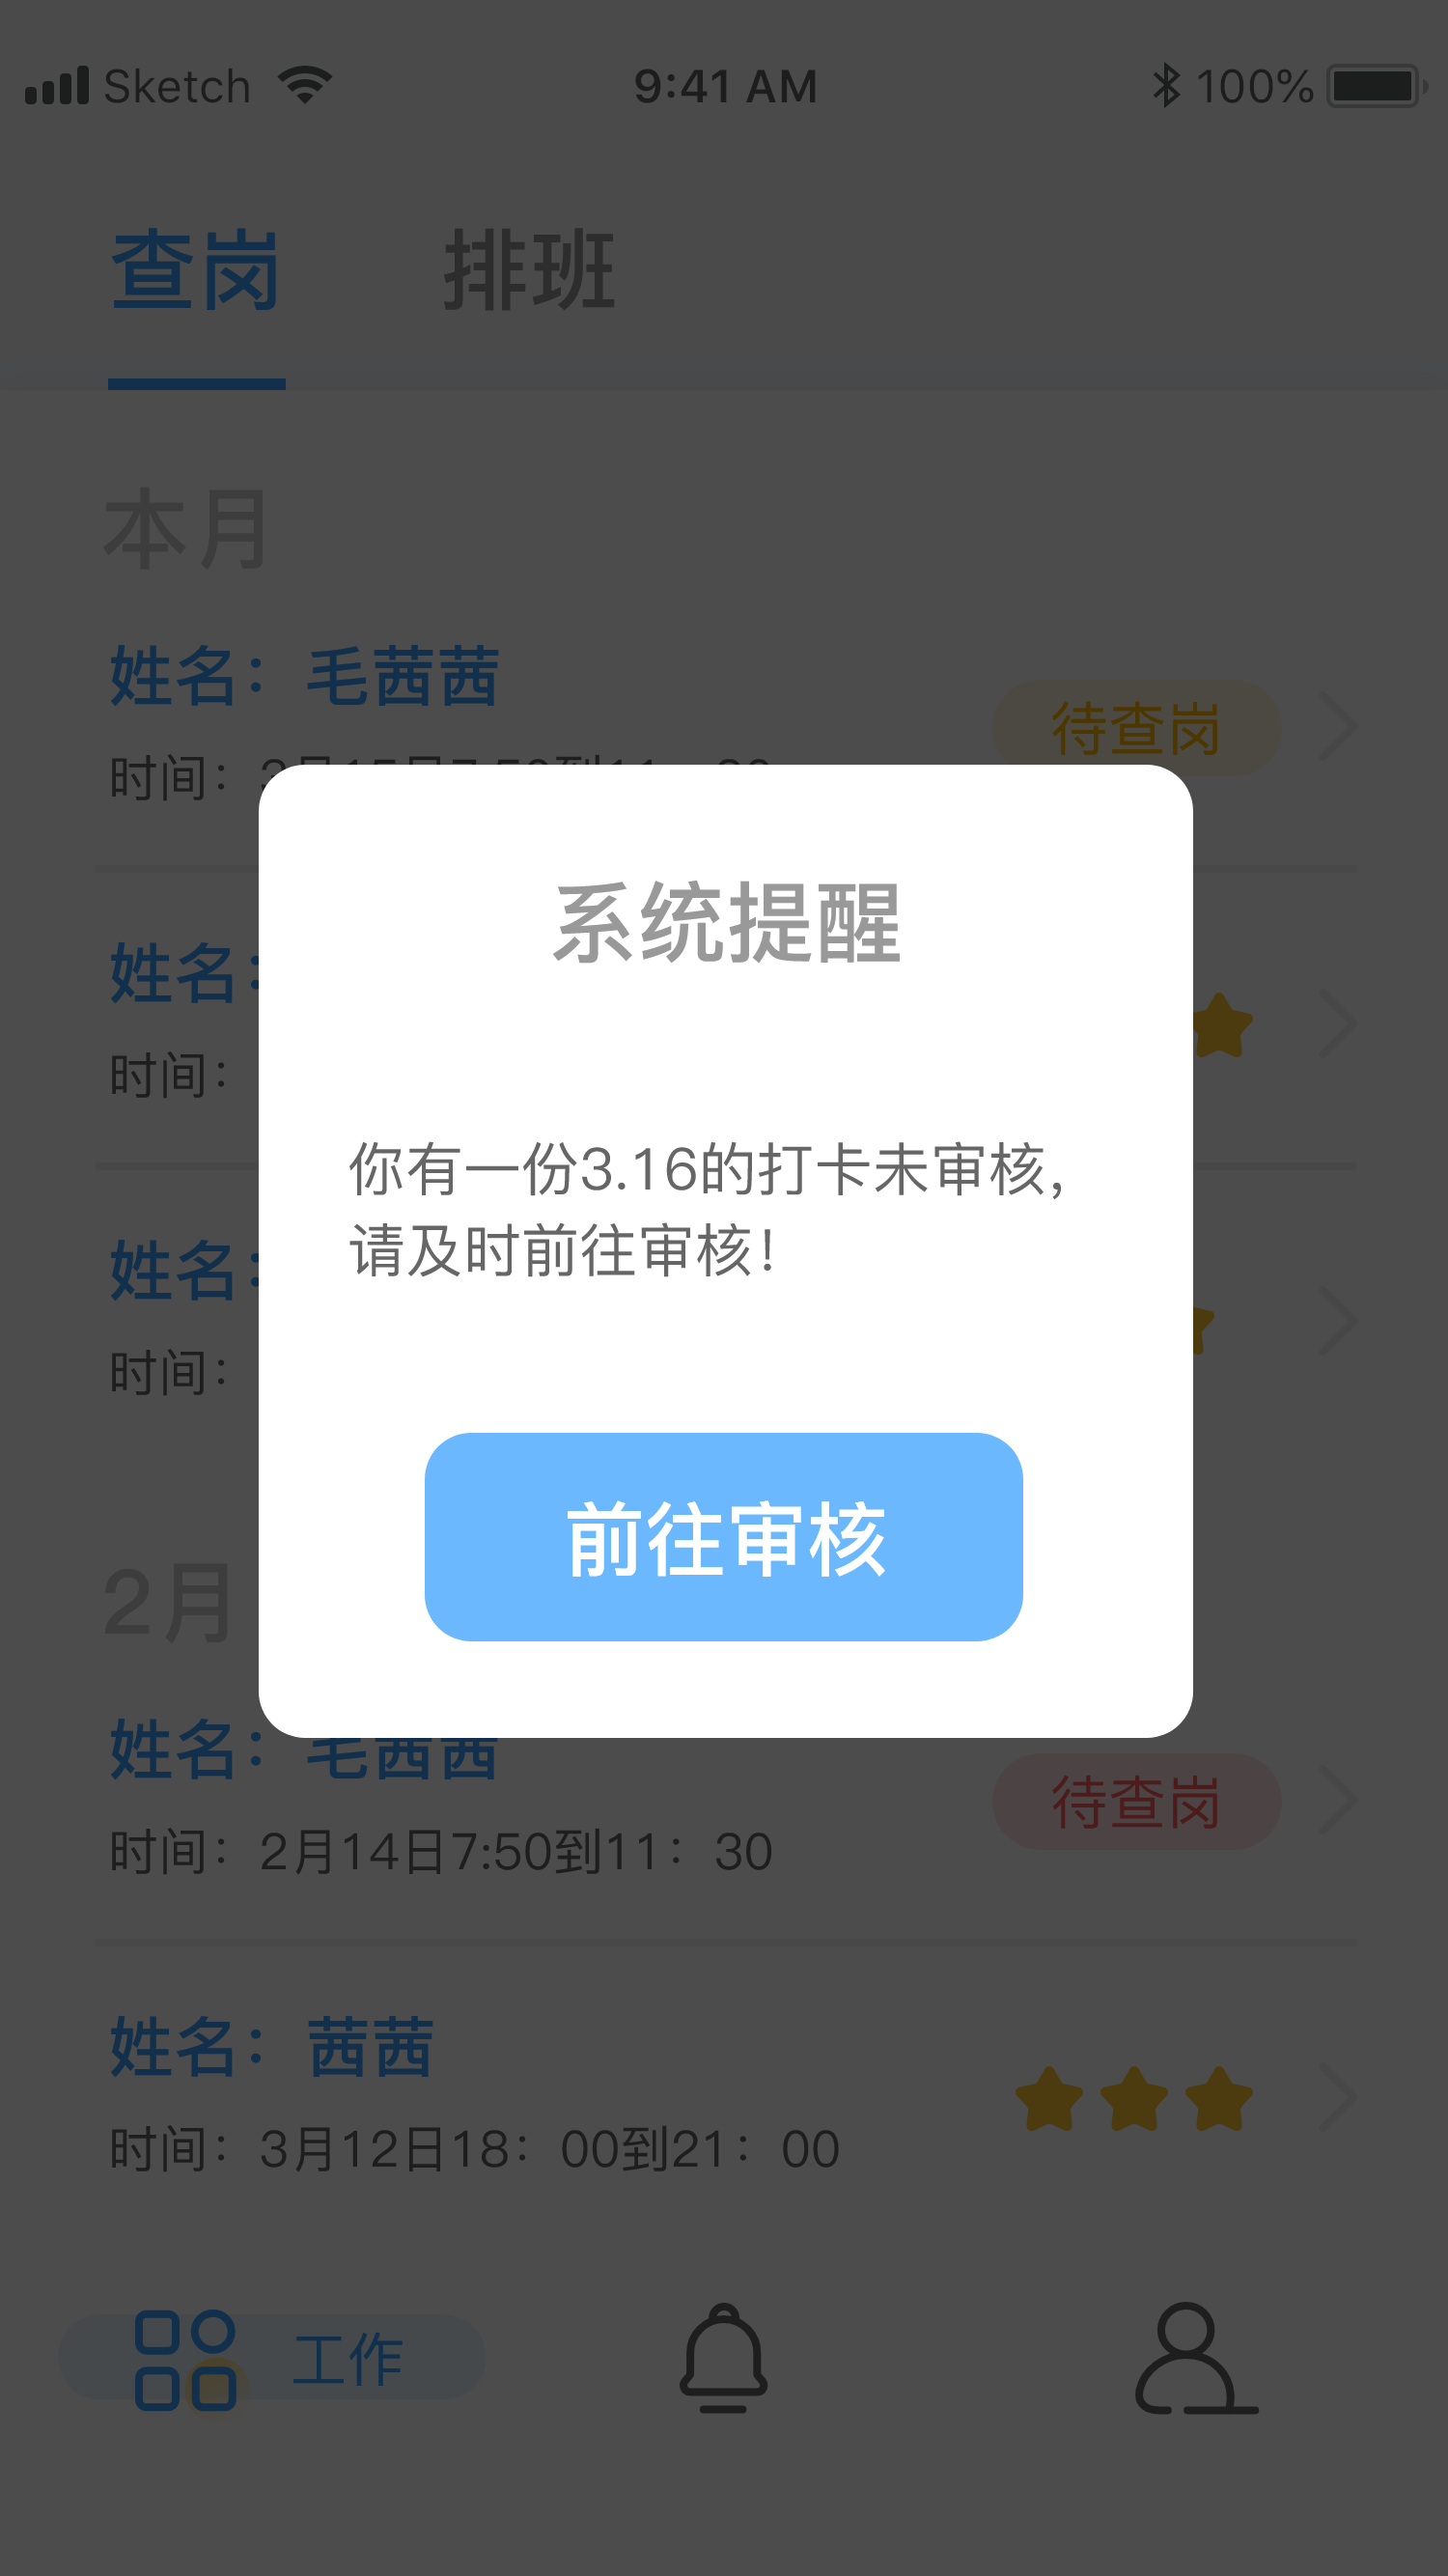 Sketch 9:41 AM 100%
查岗 排班
本月
姓名：毛茜茜
待查岗
时间：
系统提醒
姓名：
时间：
你有一份3.16的打卡未审核，
请及时前往审核！
姓名：
时间：
前往审核
2月
姓名：毛茜茜
待查岗
时间：2月14日7:50到11：30
姓名：茜茜
时间：3月12日18：00到21：00
工作